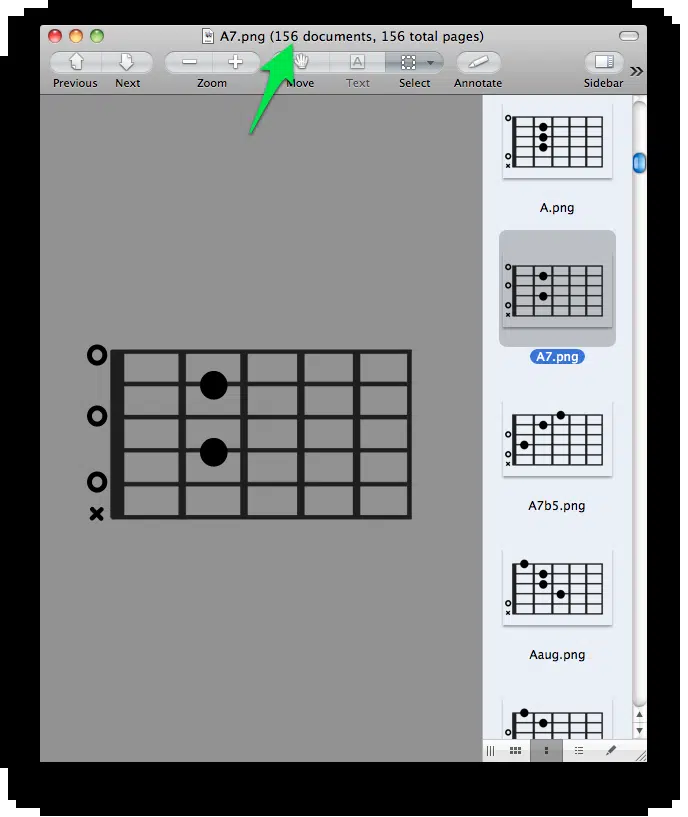 A7.png (156 documents, 156 total pages)
Previous Next Zoom Move Text Select Annotate Sidebar
A.png
A7.png
A7b5.png
Aaug.png